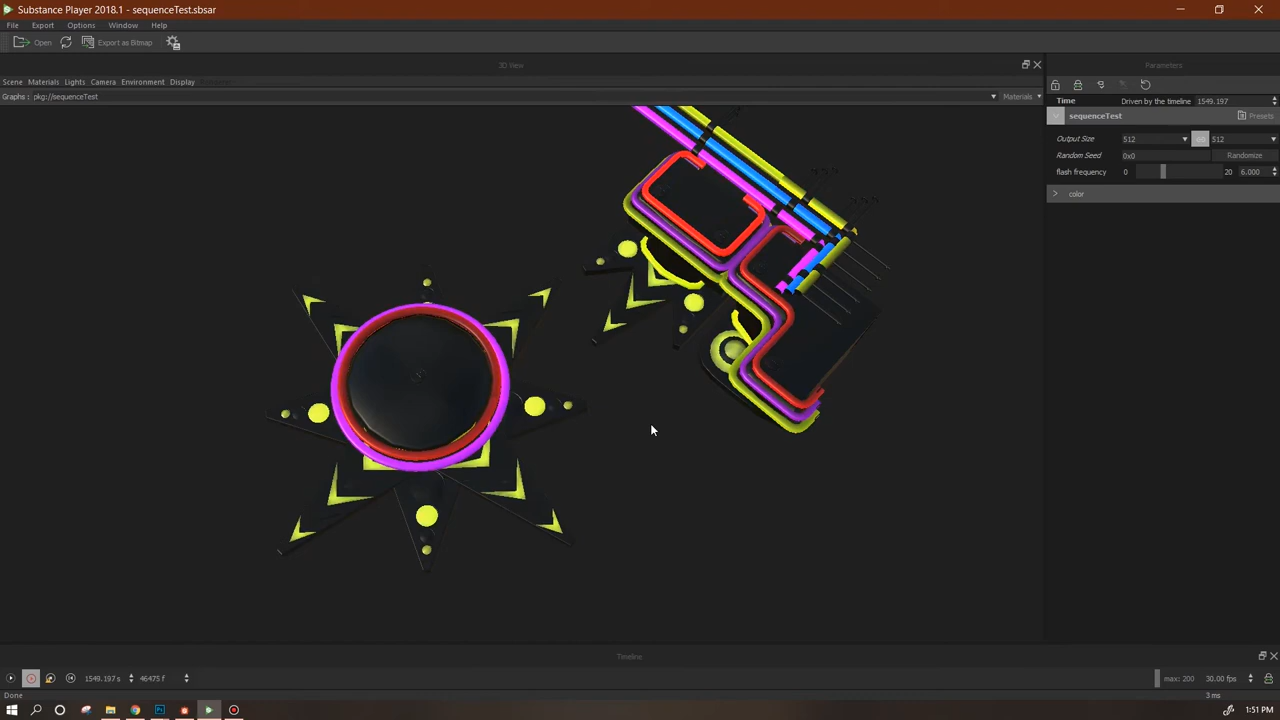 Substance Player 2018.1 - sequenceTest.sbsar
File Export Options Window Help
Open Export as Bitmap
3D View
Parameters
Scene Materials Lights Camera Environment Display
Graphs : pkg://sequenceTest
Materials
Time Driven by the timeline 1549.197
sequenceTest Presets
Output Size 512 512
Random Seed 0x0 Randomize
flash frequency 0 20 6.000
color
Timeline
1549.197 s 46475 f max: 200 30.00 fps
Done 3 ms
1:51 PM